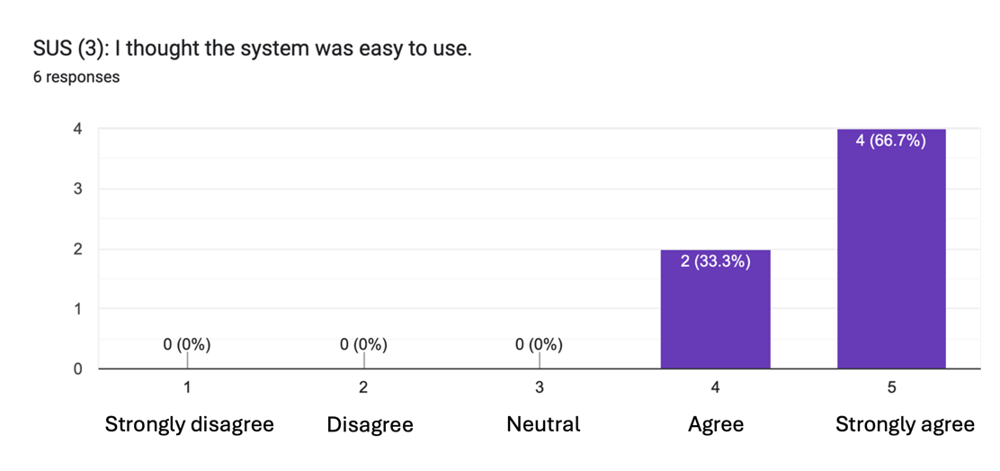 SUS (3): I thought the system was easy to use.
6 responses
4
3
2
1
0
0 (0%)
0 (0%)
0 (0%)
2 (33.3%)
4 (66.7%)
1
2
3
4
5
Strongly disagree
Disagree
Neutral
Agree
Strongly agree